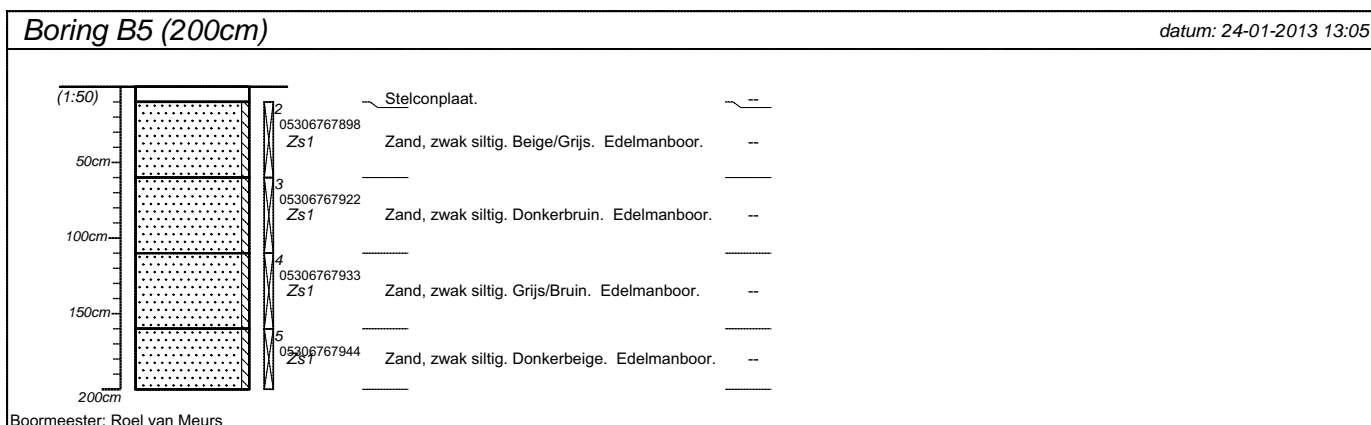 Boring B5 (200cm) datum: 24-01-2013 13:05
(1:50) Stelconplaat. --
2
05306767898
Zs1 Zand, zwak siltig. Beige/Grijs. Edelmanboor. --
50cm
3
05306767922
Zs1 Zand, zwak siltig. Donkerbruin. Edelmanboor. --
100cm
4
05306767933
Zs1 Zand, zwak siltig. Grijs/Bruin. Edelmanboor. --
150cm
5
05306767944
Zs1 Zand, zwak siltig. Donkerbeige. Edelmanboor. --
200cm
Boormeester: Roel van Meurs